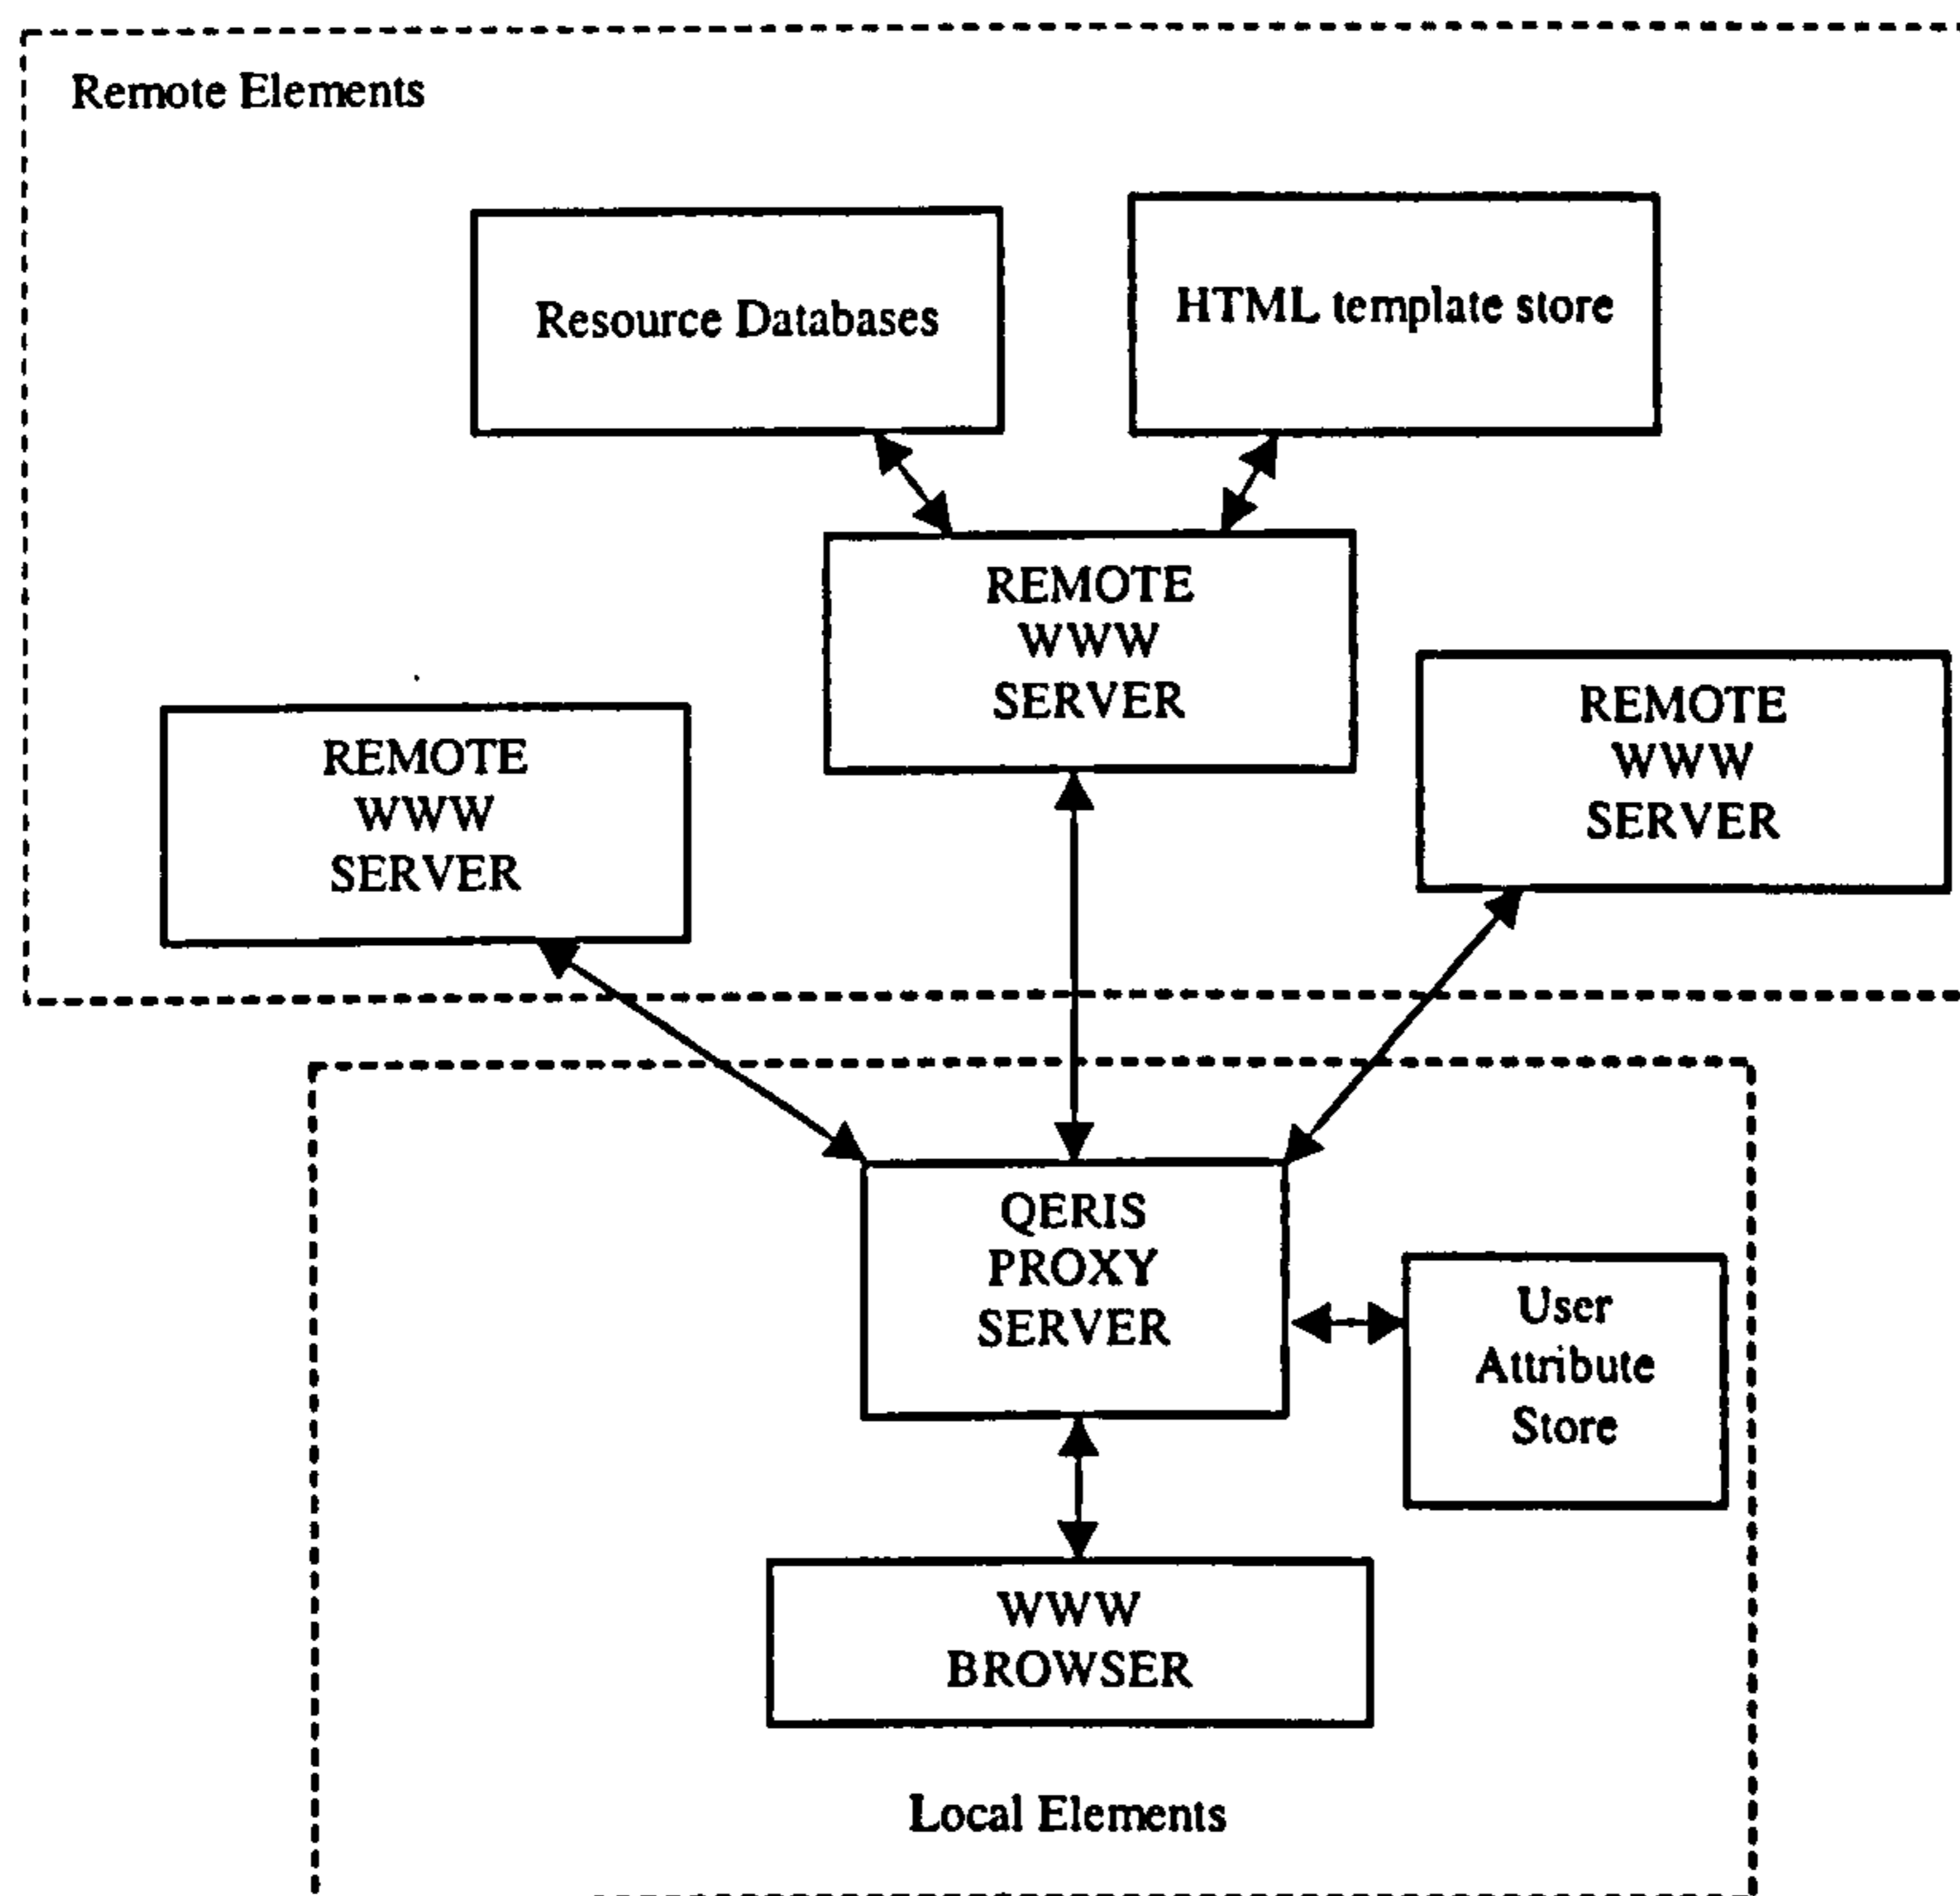 Remote Elements
Resource Databases
HTML template store
REMOTE
WWW
SERVER
REMOTE
WWW
SERVER
REMOTE
WWW
SERVER
QERIS
PROXY
SERVER
User
Attribute
Store
WWW
BROWSER
Local Elements